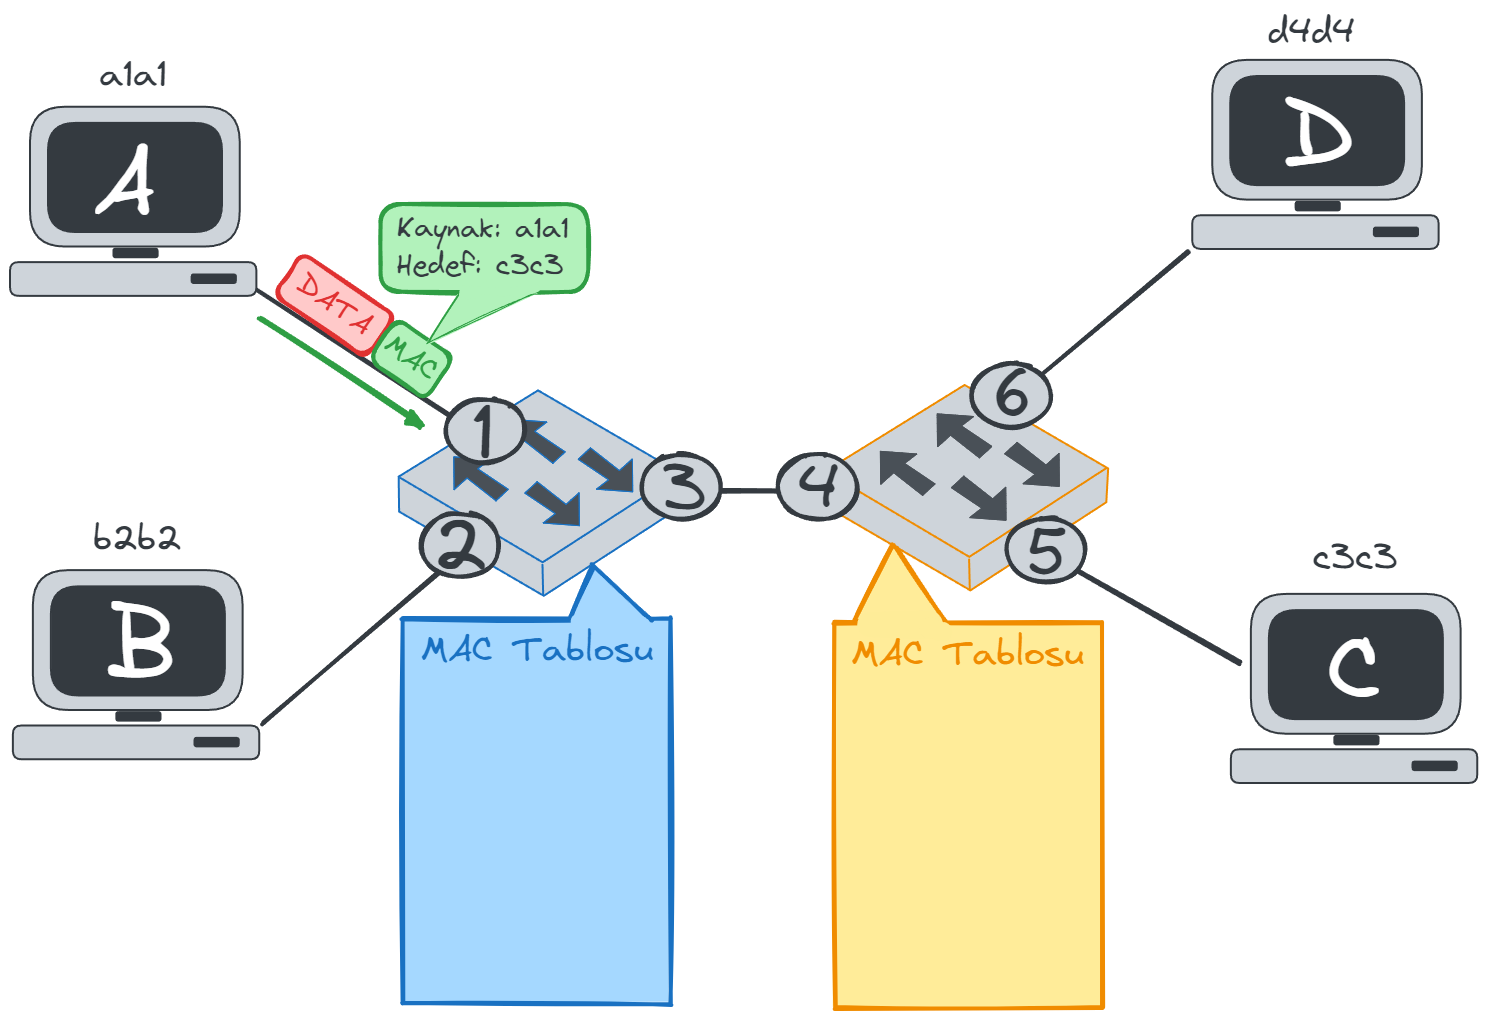 a1a1
A
Kaynak: a1a1
Hedef: c3c3
DATA
MAC
d4d4
D
1
2
3
4
6
5
b2b2
B
c3c3
C
MAC Tablosu
MAC Tablosu